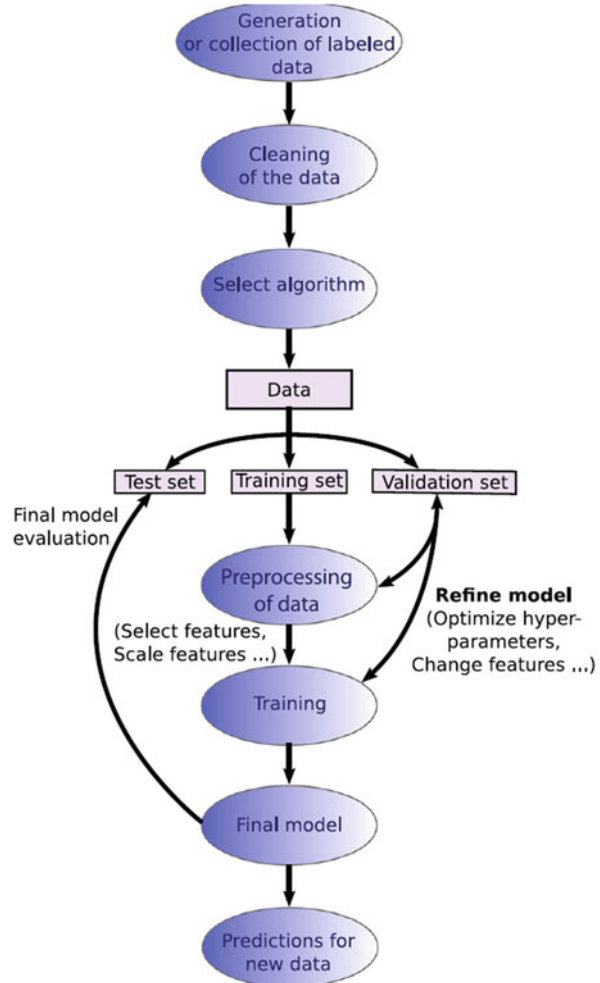 Generation
or collection of labeled
data
Cleaning
of the data
Select algorithm
Data
Test set
Training set
Validation set
Final model
evaluation
Preprocessing
of data
(Select features,
Scale features ...)
Refine model
(Optimize hyper-
parameters,
Change features ...)
Training
Final model
Predictions for
new data